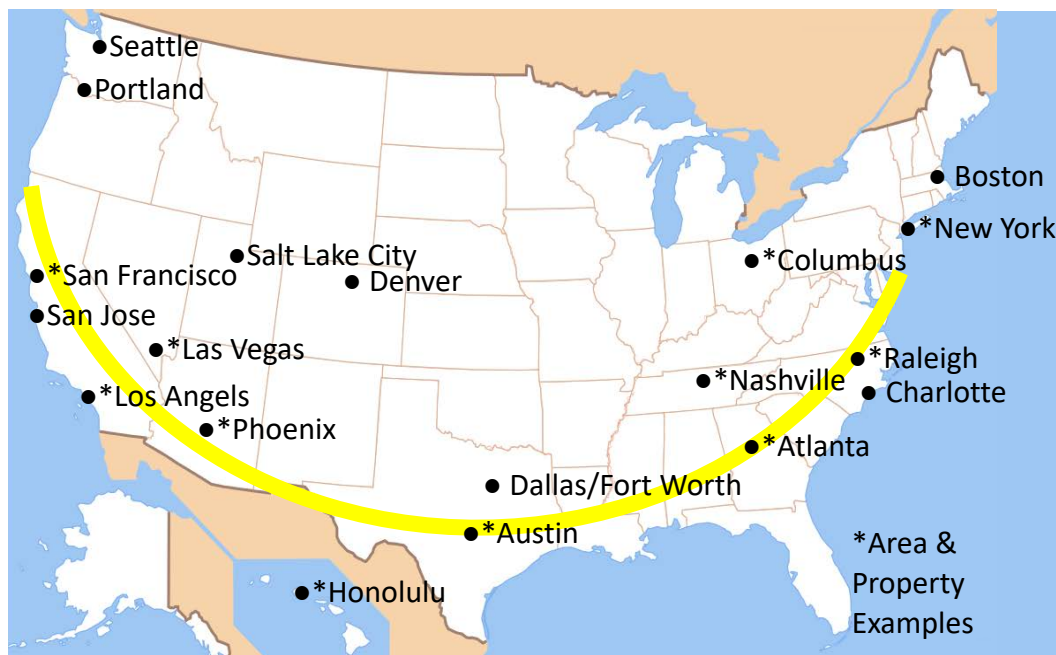 Seattle
Portland
Boston
*New York
Salt Lake City
*Columbus
*San Francisco
Denver
San Jose
*Las Vegas
*Raleigh
*Nashville
Charlotte
*Los Angels
*Phoenix
*Atlanta
Dallas/Fort Worth
*Austin
*Area &
Property
Examples
*Honolulu